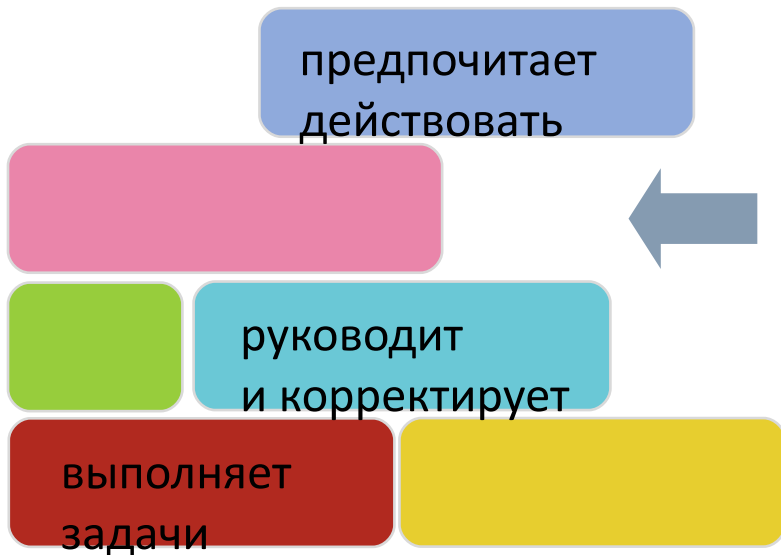 предпочитает
действовать
руководит
и корректирует
выполняет
задачи